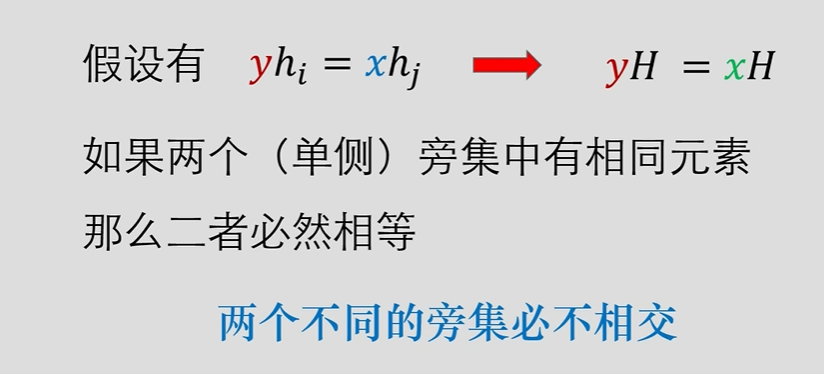 假设有 yhᵢ = xhⱼ ➡ yH = xH
如果两个（单侧）旁集中有相同元素
那么二者必然相等
两个不同的旁集必不相交